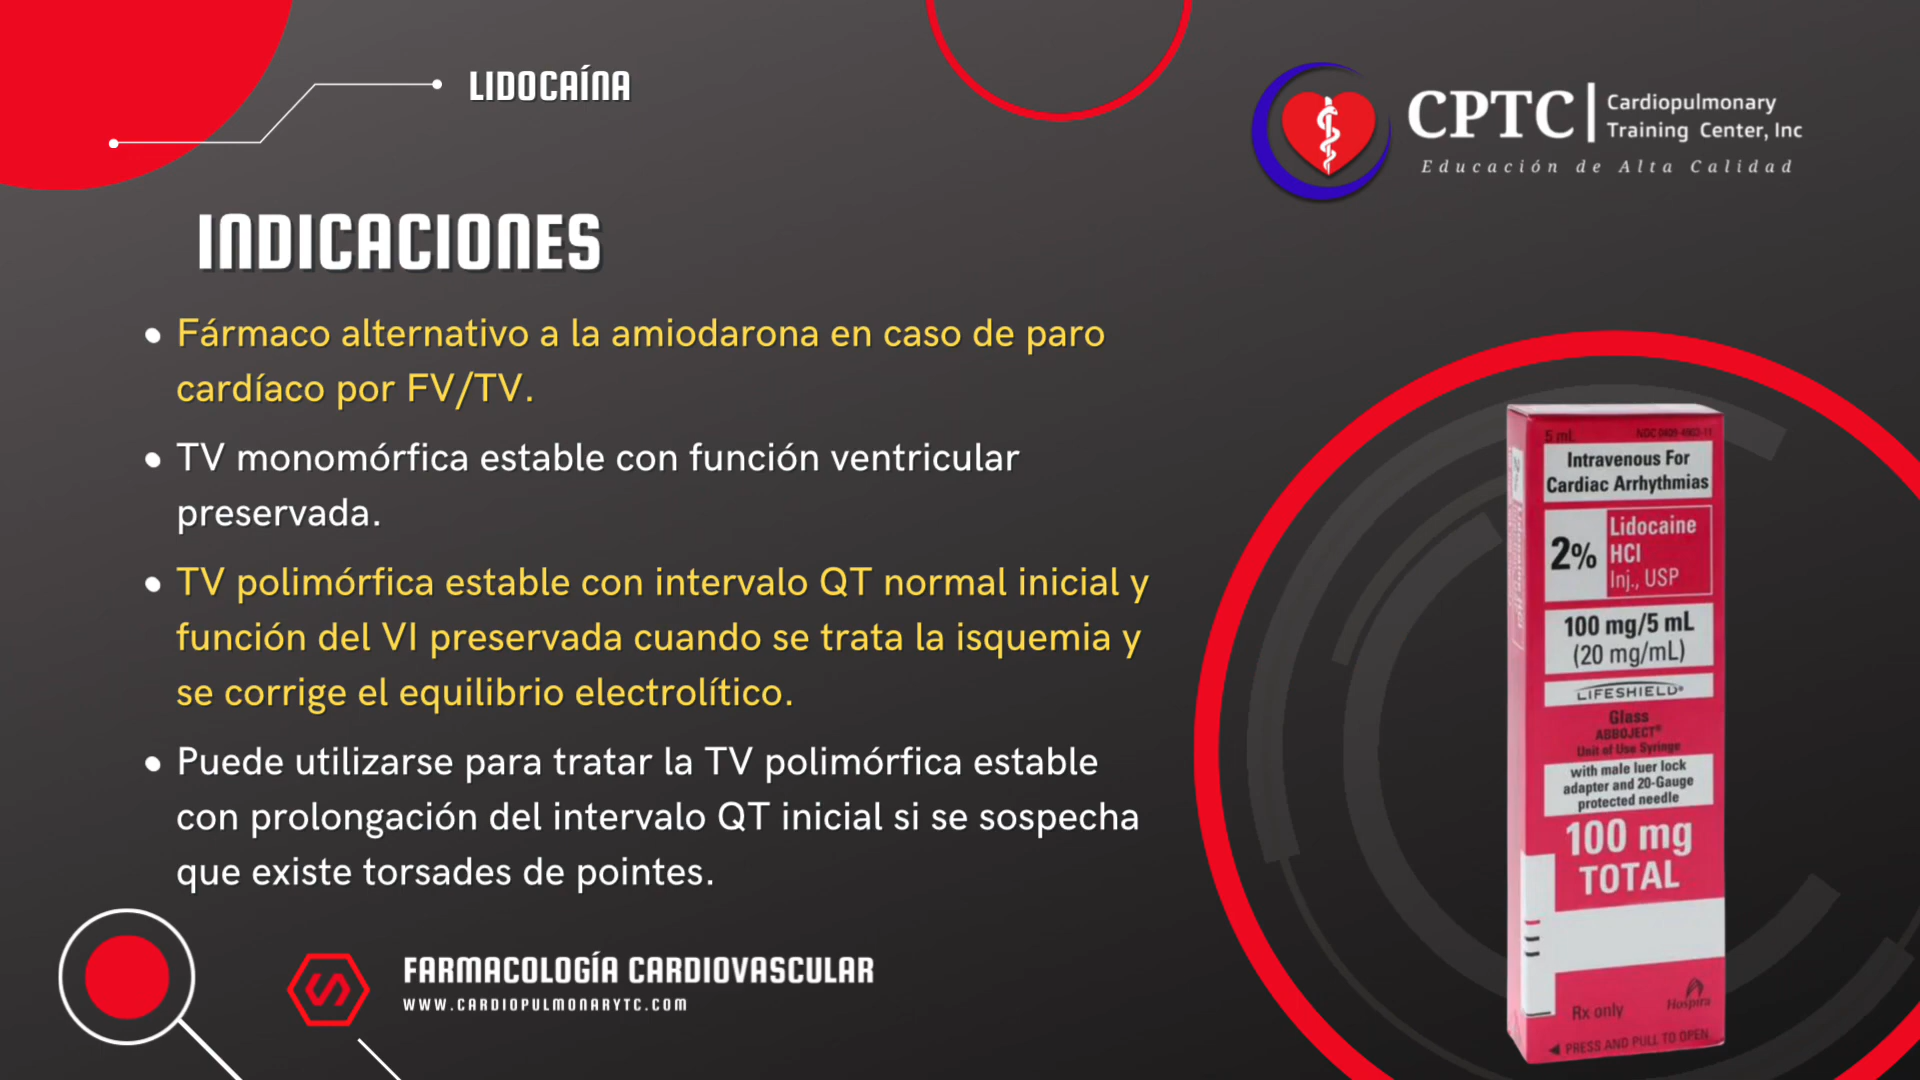 LIDOCAÍNA
CPTC
Cardiopulmonary
Training Center, Inc
Educación de Alta Calidad
INDICACIONES
• Fármaco alternativo a la amiodarona en caso de paro
cardíaco por FV/TV.
• TV monomórfica estable con función ventricular
preservada.
• TV polimórfica estable con intervalo QT normal inicial y
función del VI preservada cuando se trata la isquemia y
se corrige el equilibrio electrolítico.
• Puede utilizarse para tratar la TV polimórfica estable
con prolongación del intervalo QT inicial si se sospecha
que existe torsades de pointes.
5 mL
Intravenous For
Cardiac Arrhythmias
2%
Lidocaine
HCl
Inj., USP
100 mg/5 mL
(20 mg/mL)
LIFESHIELD®
Glass
ABBOJECT®
Unit of Use Syringe
with male luer lock
adapter and 20-Gauge
protected needle
100 mg
TOTAL
Rx only
Hospira
PRESS AND PULL TO OPEN
FARMACOLOGÍA CARDIOVASCULAR
WWW.CARDIOPULMONARYTC.COM